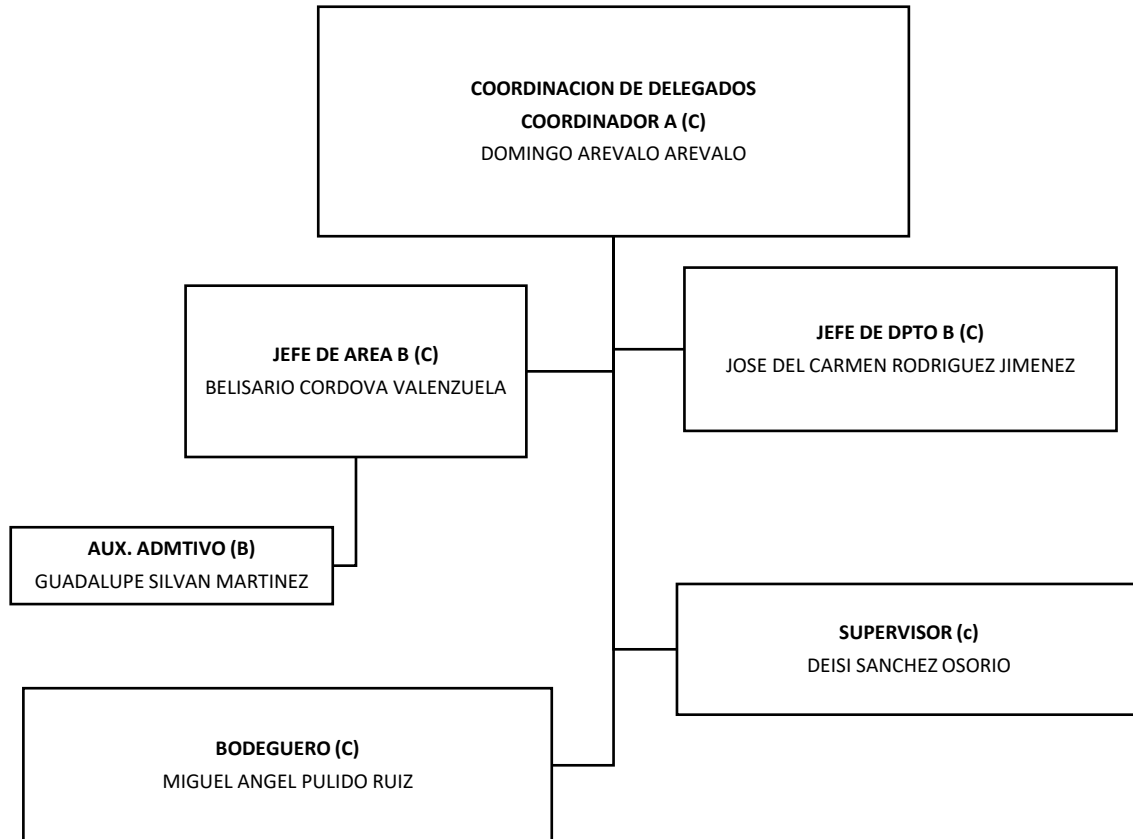 COORDINACION DE DELEGADOS
COORDINADOR A (C)
DOMINGO AREVALO AREVALO
JEFE DE AREA B (C)
BELISARIO CORDOVA VALENZUELA
JEFE DE DPTO B (C)
JOSE DEL CARMEN RODRIGUEZ JIMENEZ
AUX. ADMTIVO (B)
GUADALUPE SILVAN MARTINEZ
SUPERVISOR (c)
DEISI SANCHEZ OSORIO
BODEGUERO (C)
MIGUEL ANGEL PULIDO RUIZ